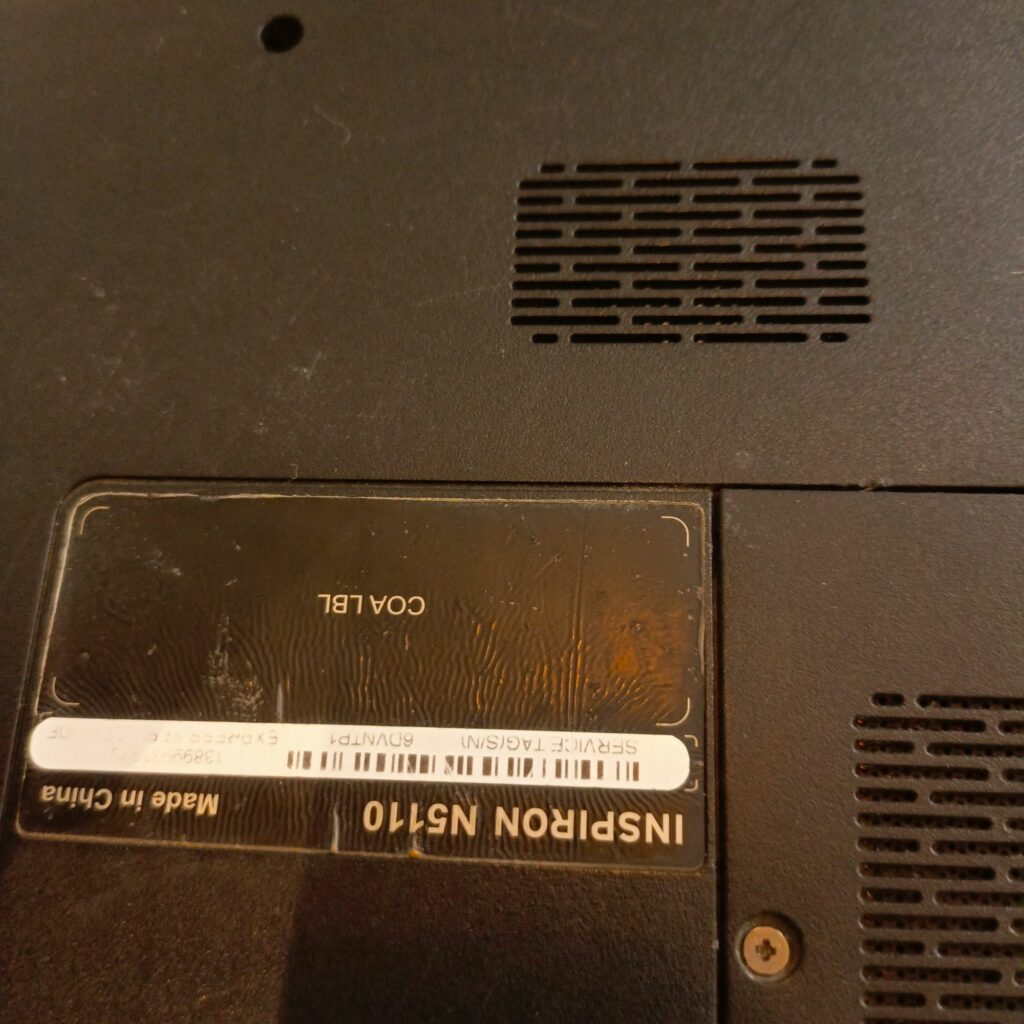 INSPIRON N5110 Made in China
SERVICE TAG(S/N) 6DVNTP1 EXPRESS
COA LBL